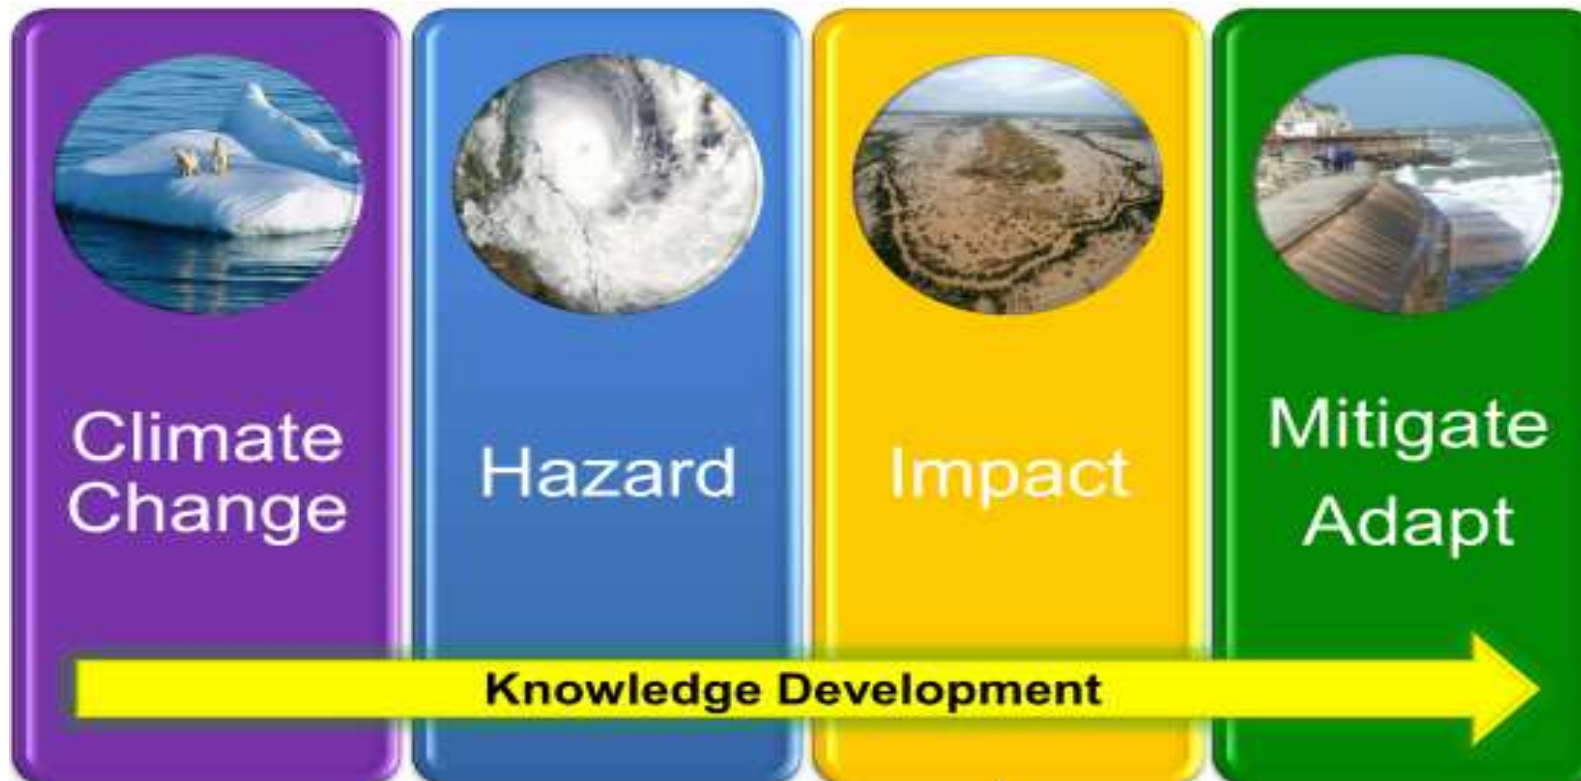 Climate
Change
Hazard
Impact
Mitigate
Adapt
Knowledge Development